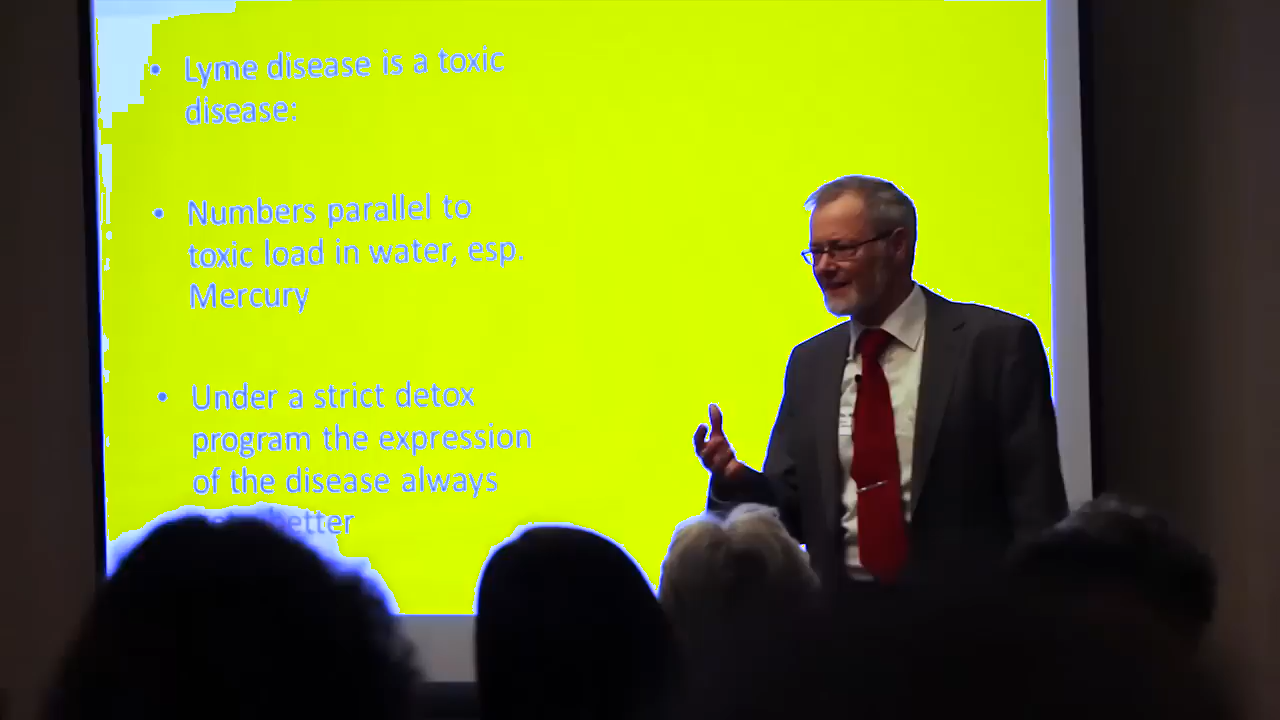 • Lyme disease is a toxic
disease:
• Numbers parallel to
toxic load in water, esp.
Mercury
• Under a strict detox
program the expression
of the disease always
better